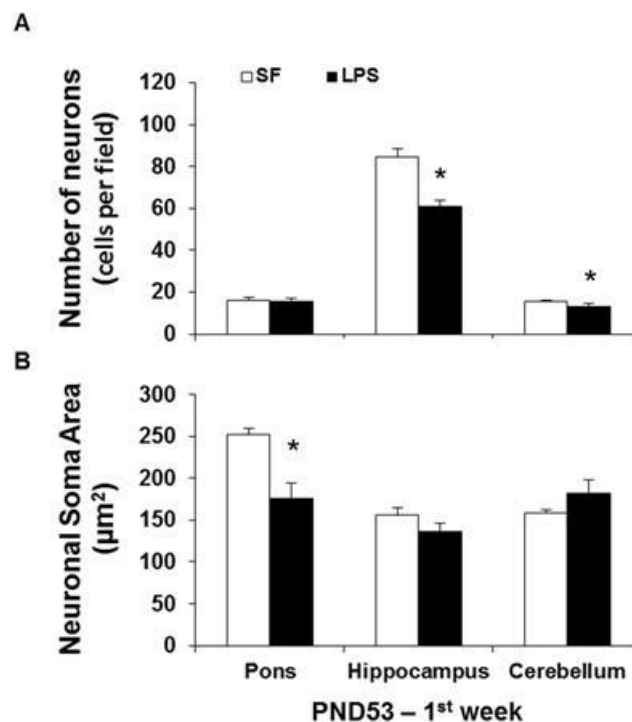 A
SF LPS
Number of neurons
(cells per field)
120
100
80
60
40
20
0
*
*
B
Neuronal Soma Area
(µm²)
300
250
200
150
100
50
0
*
Pons Hippocampus Cerebellum
PND53 – 1st week